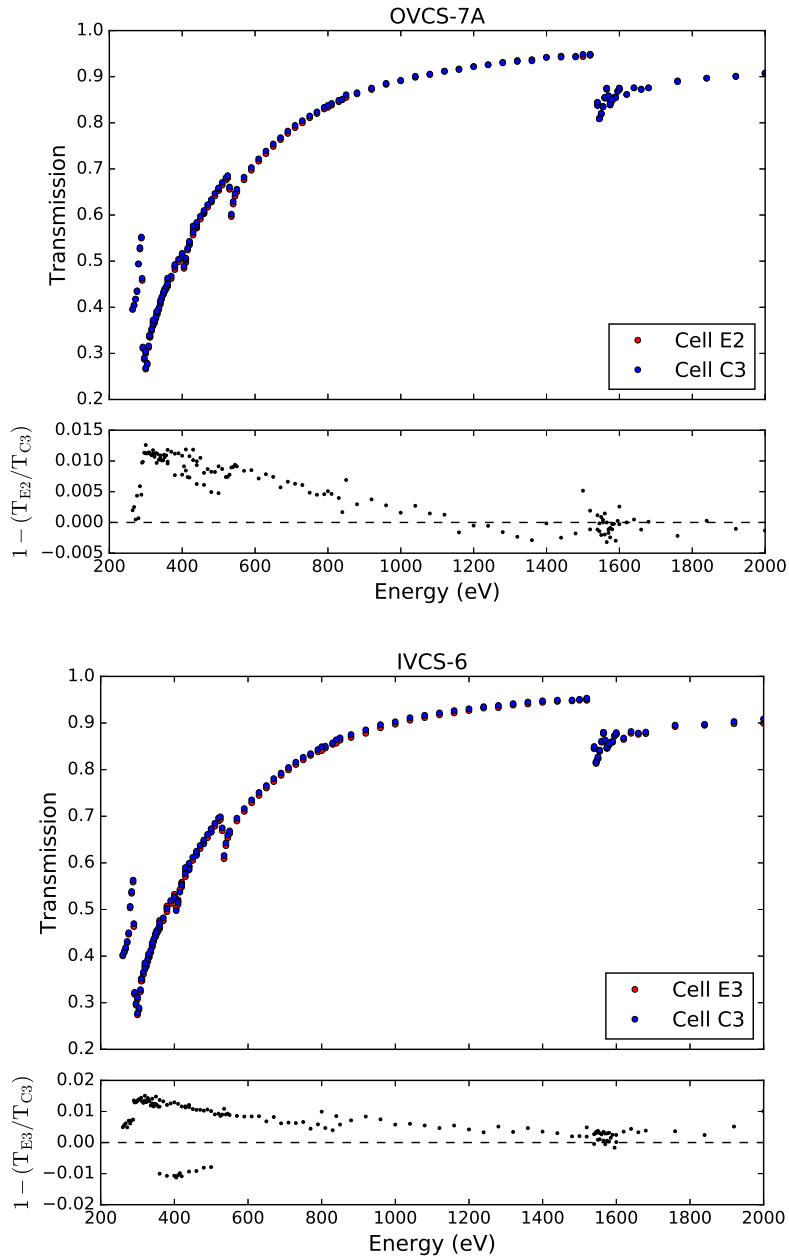 OVCS-7A
1.0
0.9
0.8
0.7
0.6
0.5
0.4
0.3
0.2
Transmission
Cell E2
Cell C3
0.015
0.010
0.005
0.000
−0.005
1 − (T_E2/T_C3)
200 400 600 800 1000 1200 1400 1600 1800 2000
Energy (eV)
IVCS-6
1.0
0.9
0.8
0.7
0.6
0.5
0.4
0.3
0.2
Transmission
Cell E3
Cell C3
0.02
0.01
0.00
−0.01
−0.02
1 − (T_E3/T_C3)
200 400 600 800 1000 1200 1400 1600 1800 2000
Energy (eV)